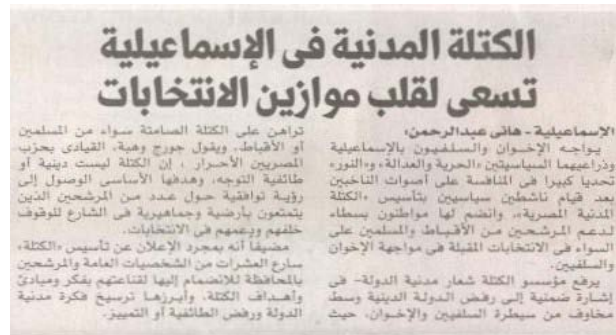 الكتلة المدنية فى الإسماعيلية
تسعى لقلب موازين الانتخابات
الإسماعيلية - هانى عبدالرحمن:
يواجه الإخوان والسلفيون بالإسماعيلية
وذراعيهما السياسيتين «الحرية والعدالة» و«النور»
تحديا كبيرا فى المنافسة على أصوات الناخبين
بعد قيام ناشطين سياسيين بتأسيس «الكتلة
المدنية المصرية»، وانضم لها مواطنون بسطاء
لدعم المرشحين من الأقباط والمسلمين على
السواء فى الانتخابات المقبلة فى مواجهة الإخوان
والسلفيين.
يرفع مؤسسو الكتلة شعار مدنية الدولة- فى
إشارة ضمنية إلى رفض الدولة الدينية وسط
مخاوف من سيطرة السلفيين والإخوان، حيث
تراهن على الكتلة الصامتة سواء من المسلمين
أو الأقباط، ويقول جورج وهبة، القيادى بحزب
المصريين الأحرار ، إن الكتلة ليست دينية أو
طائفية التوجه، وهدفها الأساسى الوصول إلى
رؤية توافقية حول عدد من المرشحين الذين
يتمتعون بأرضية وجماهيرية فى الشارع للوقوف
خلفهم ودعمهم فى الانتخابات.
مضيفا أنه بمجرد الإعلان عن تأسيس «الكتلة»
سارع العشرات من الشخصيات العامة والمرشحين
بالمحافظة للانضمام إليها لقناعتهم بفكر ومبادئ
وأهداف الكتلة، وأبرزها ترسيخ فكرة مدنية
الدولة ورفض الطائفية أو التمييز.